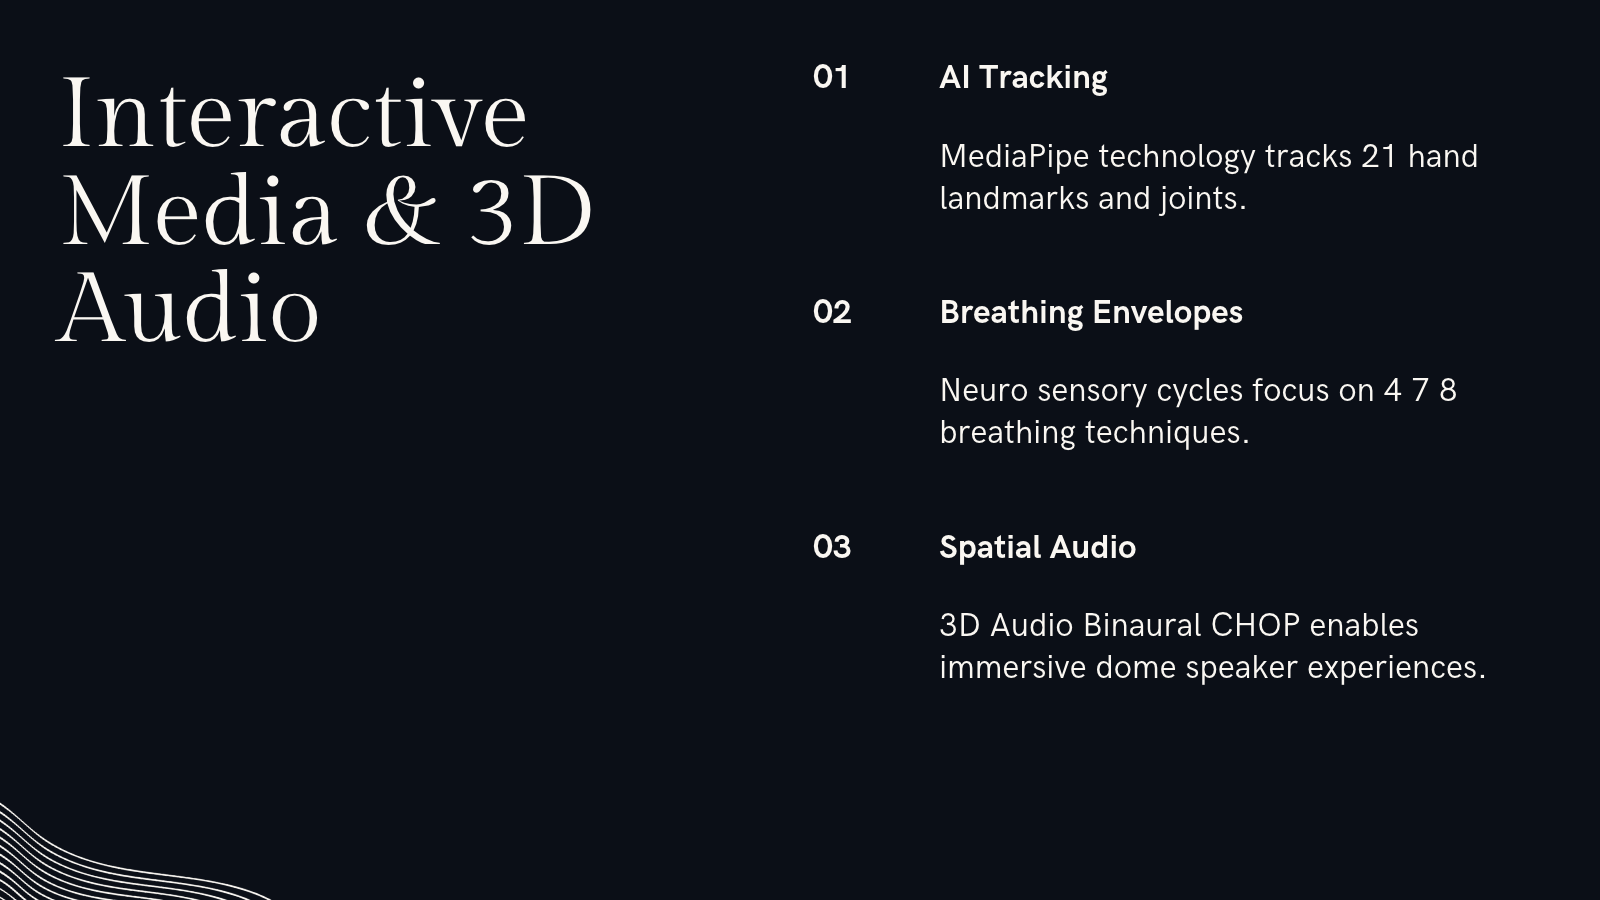 Interactive
Media & 3D
Audio
01 AI Tracking
MediaPipe technology tracks 21 hand
landmarks and joints.
02 Breathing Envelopes
Neuro sensory cycles focus on 4 7 8
breathing techniques.
03 Spatial Audio
3D Audio Binaural CHOP enables
immersive dome speaker experiences.